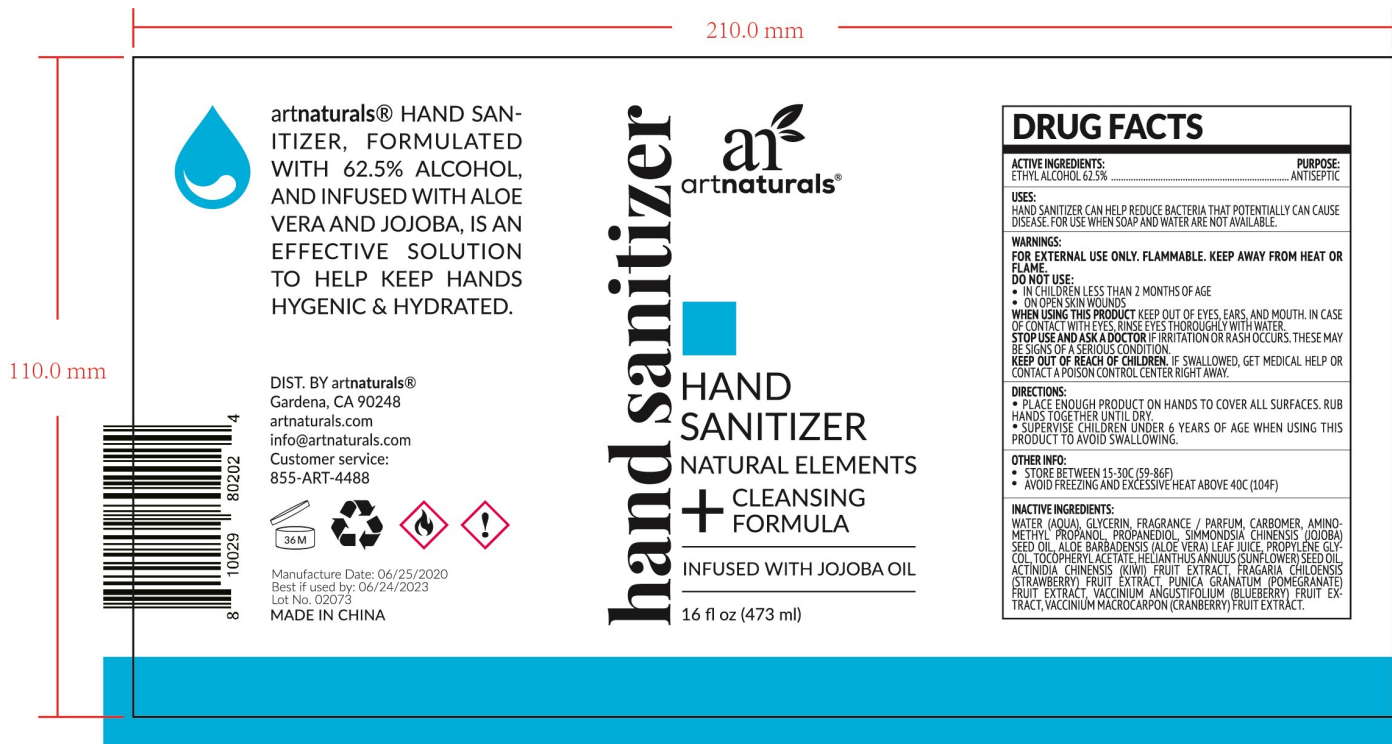 210.0 mm
110.0 mm
artnaturals® HAND SAN-
ITIZER, FORMULATED
WITH 62.5% ALCOHOL,
AND INFUSED WITH ALOE
VERA AND JOJOBA, IS AN
EFFECTIVE SOLUTION
TO HELP KEEP HANDS
HYGENIC & HYDRATED.
DIST. BY artnaturals®
Gardena, CA 90248
artnaturals.com
info@artnaturals.com
Customer service:
855-ART-4488
8 10029 80202 4
36 M
Manufacture Date: 06/25/2020
Best if used by: 06/24/2023
Lot No. 02073
MADE IN CHINA
hand sanitizer
an
artnaturals®
HAND
SANITIZER
NATURAL ELEMENTS
+ CLEANSING
FORMULA
INFUSED WITH JOJOBA OIL
16 fl oz (473 ml)
DRUG FACTS
ACTIVE INGREDIENTS: PURPOSE:
ETHYL ALCOHOL 62.5% ........ ANTISEPTIC
USES:
HAND SANITIZER CAN HELP REDUCE BACTERIA THAT POTENTIALLY CAN CAUSE
DISEASE. FOR USE WHEN SOAP AND WATER ARE NOT AVAILABLE.
WARNINGS:
FOR EXTERNAL USE ONLY. FLAMMABLE. KEEP AWAY FROM HEAT OR
FLAME.
DO NOT USE:
• IN CHILDREN LESS THAN 2 MONTHS OF AGE
• ON OPEN SKIN WOUNDS
WHEN USING THIS PRODUCT KEEP OUT OF EYES, EARS, AND MOUTH. IN CASE
OF CONTACT WITH EYES, RINSE EYES THOROUGHLY WITH WATER.
STOP USE AND ASK A DOCTOR IF IRRITATION OR RASH OCCURS. THESE MAY
BE SIGNS OF A SERIOUS CONDITION.
KEEP OUT OF REACH OF CHILDREN. IF SWALLOWED, GET MEDICAL HELP OR
CONTACT A POISON CONTROL CENTER RIGHT AWAY.
DIRECTIONS:
• PLACE ENOUGH PRODUCT ON HANDS TO COVER ALL SURFACES. RUB
HANDS TOGETHER UNTIL DRY.
• SUPERVISE CHILDREN UNDER 6 YEARS OF AGE WHEN USING THIS
PRODUCT TO AVOID SWALLOWING.
OTHER INFO:
• STORE BETWEEN 15-30C (59-86F)
• AVOID FREEZING AND EXCESSIVE HEAT ABOVE 40C (104F)
INACTIVE INGREDIENTS:
WATER (AQUA), GLYCERIN, FRAGRANCE / PARFUM, CARBOMER, AMINO-
METHYL PROPANOL, PROPANEDIOL, SIMMONDSIA CHINENSIS (JOJOBA)
SEED OIL, ALOE BARBADENSIS (ALOE VERA) LEAF JUICE, PROPYLENE GLY-
COL, TOCOPHERYL ACETATE, HELIANTHUS ANNUUS (SUNFLOWER) SEED OIL,
ACTINIDIA CHINENSIS (KIWI) FRUIT EXTRACT, FRAGARIA CHILOENSIS
(STRAWBERRY) FRUIT EXTRACT, PUNICA GRANATUM (POMEGRANATE)
FRUIT EXTRACT, VACCINIUM ANGUSTIFOLIUM (BLUEBERRY) FRUIT EX-
TRACT, VACCINIUM MACROCARPON (CRANBERRY) FRUIT EXTRACT.